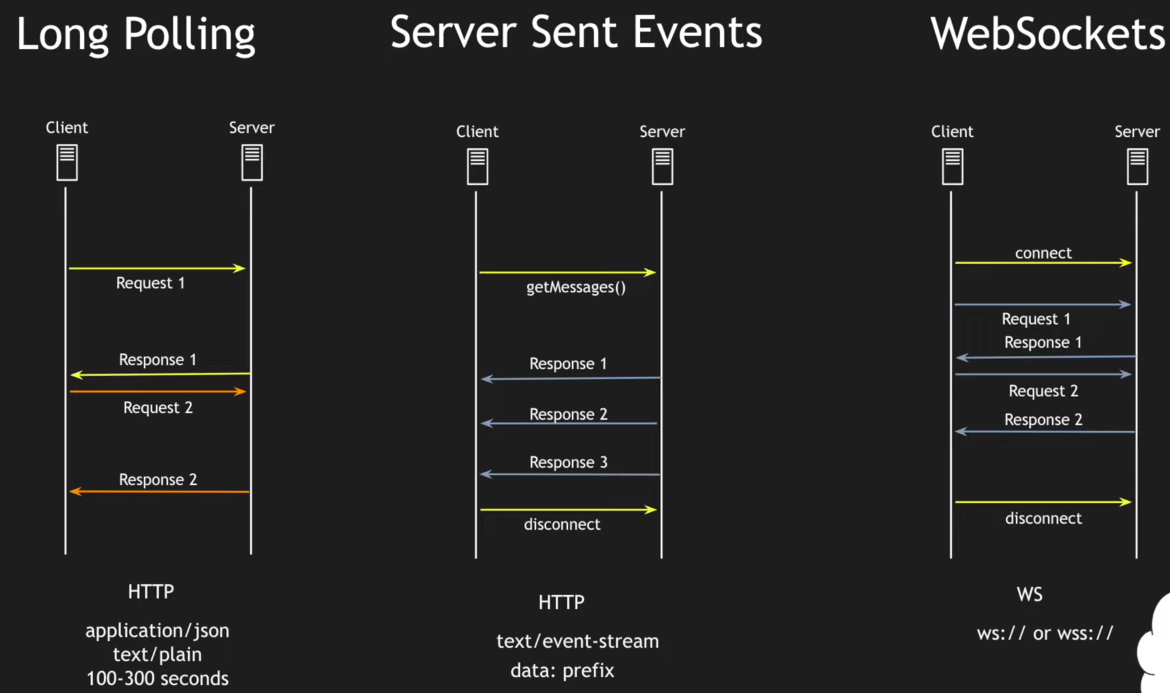 Long Polling
Client
Server
Request 1
Response 1
Request 2
Response 2
HTTP
application/json
text/plain
100-300 seconds
Server Sent Events
Client
Server
getMessages()
Response 1
Response 2
Response 3
disconnect
HTTP
text/event-stream
data: prefix
WebSockets
Client
Server
connect
Request 1
Response 1
Request 2
Response 2
disconnect
WS
ws:// or wss://